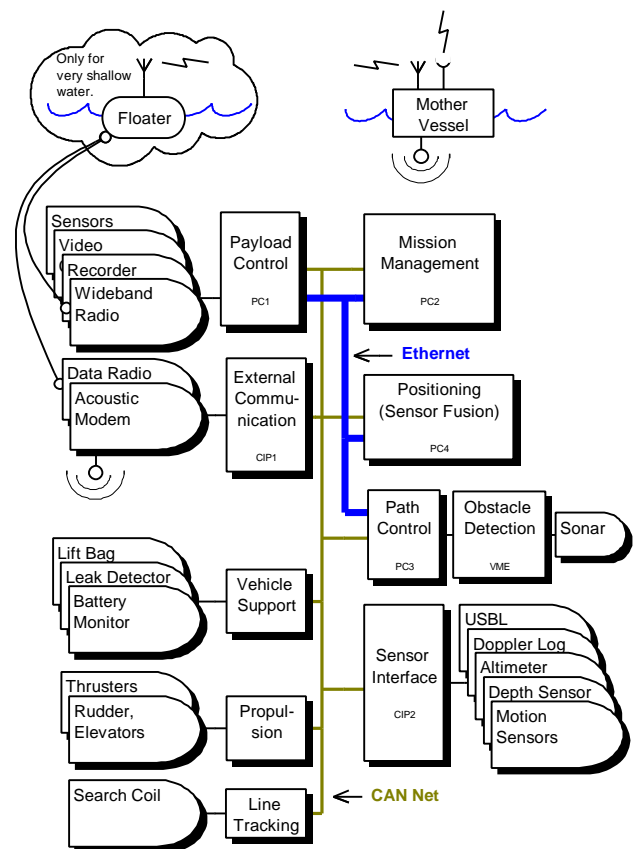 Only for
very shallow
water.
Floater
Mother
Vessel
Sensors
Video
Recorder
Wideband
Radio
Payload
Control
PC1
Mission
Management
PC2
Ethernet
Data Radio
Acoustic
Modem
External
Commu-
nication
CIP1
Positioning
(Sensor Fusion)
PC4
Path
Control
PC3
Obstacle
Detection
VME
Sonar
Lift Bag
Leak Detector
Battery
Monitor
Vehicle
Support
Sensor
Interface
CIP2
USBL
Doppler Log
Altimeter
Depth Sensor
Motion
Sensors
Thrusters
Rudder,
Elevators
Propul-
sion
Search Coil
Line
Tracking
CAN Net